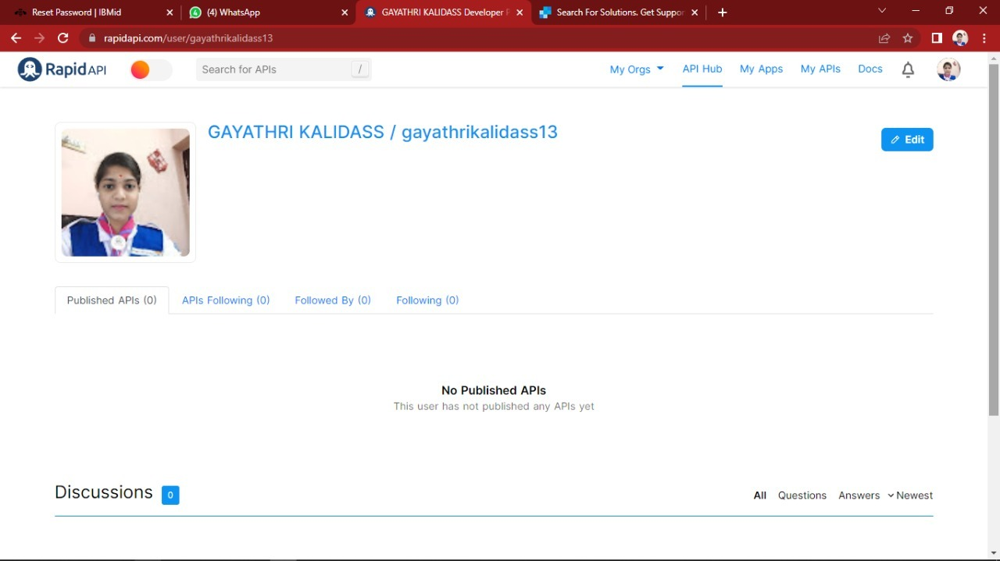 Reset Password | IBMid
(4) WhatsApp
GAYATHRI KALIDASS Developer P
Search For Solutions. Get Suppor
rapidapi.com/user/gayathrikalidass13
Rapid API
Search for APIs /
My Orgs
API Hub
My Apps
My APIs
Docs
GAYATHRI KALIDASS / gayathrikalidass13
Edit
Published APIs (0)
APIs Following (0)
Followed By (0)
Following (0)
No Published APIs
This user has not published any APIs yet
Discussions 0
All
Questions
Answers
Newest